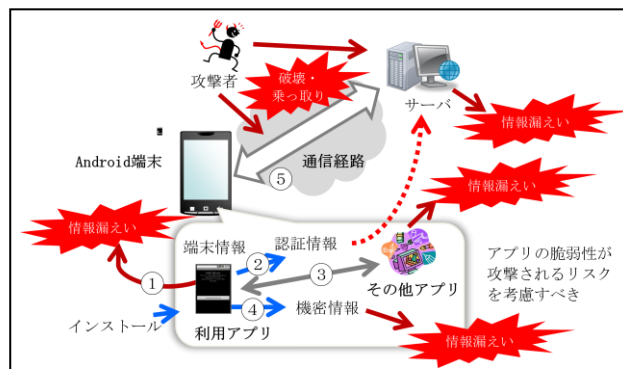 攻撃者
破壊・
乗っ取り
サーバ
情報漏えい
Android端末
通信経路
⑤
情報漏えい
情報漏えい
端末情報
認証情報
①
②
③
アプリの脆弱性が
攻撃されるリスク
を考慮すべき
その他アプリ
④
機密情報
インストール
利用アプリ
情報漏えい